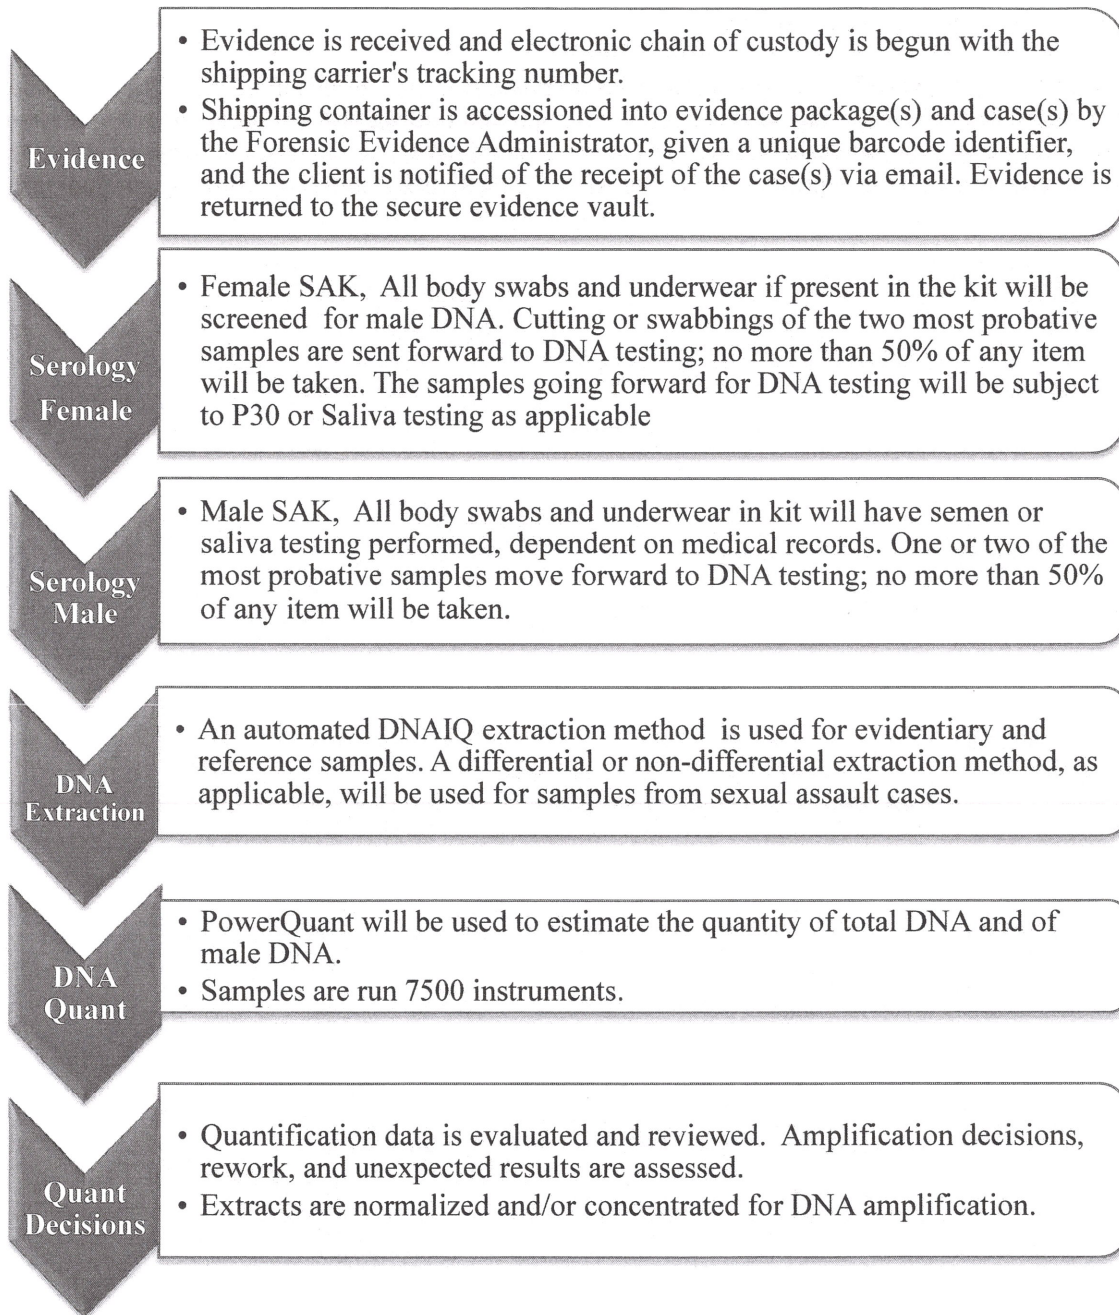 Evidence
• Evidence is received and electronic chain of custody is begun with the
shipping carrier's tracking number.
• Shipping container is accessioned into evidence package(s) and case(s) by
the Forensic Evidence Administrator, given a unique barcode identifier,
and the client is notified of the receipt of the case(s) via email. Evidence is
returned to the secure evidence vault.
Serology
Female
• Female SAK, All body swabs and underwear if present in the kit will be
screened for male DNA. Cutting or swabbings of the two most probative
samples are sent forward to DNA testing; no more than 50% of any item
will be taken. The samples going forward for DNA testing will be subject
to P30 or Saliva testing as applicable
Serology
Male
• Male SAK, All body swabs and underwear in kit will have semen or
saliva testing performed, dependent on medical records. One or two of the
most probative samples move forward to DNA testing; no more than 50%
of any item will be taken.
DNA
Extraction
• An automated DNAIQ extraction method is used for evidentiary and
reference samples. A differential or non-differential extraction method, as
applicable, will be used for samples from sexual assault cases.
DNA
Quant
• PowerQuant will be used to estimate the quantity of total DNA and of
male DNA.
• Samples are run 7500 instruments.
Quant
Decisions
• Quantification data is evaluated and reviewed. Amplification decisions,
rework, and unexpected results are assessed.
• Extracts are normalized and/or concentrated for DNA amplification.